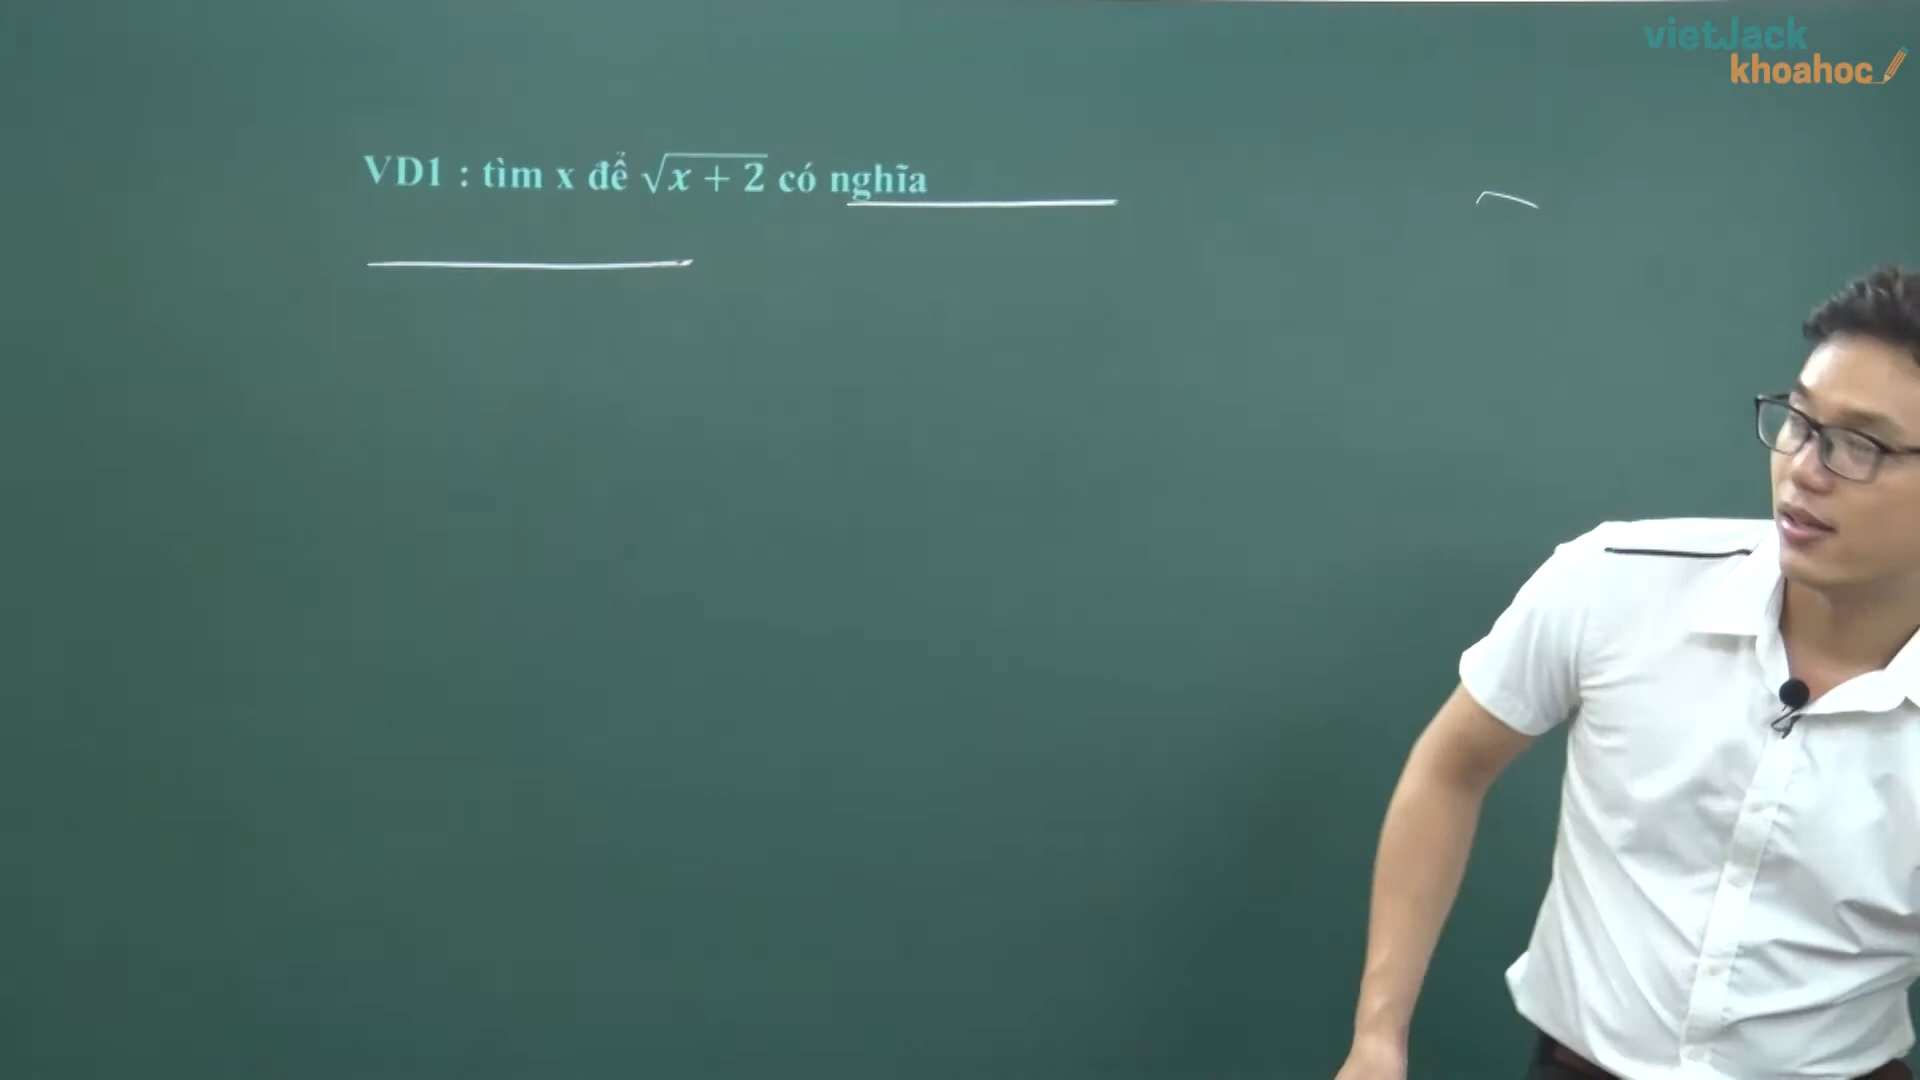 vietJack
khoahoc
VD1 : tìm x để √x + 2 có nghĩa